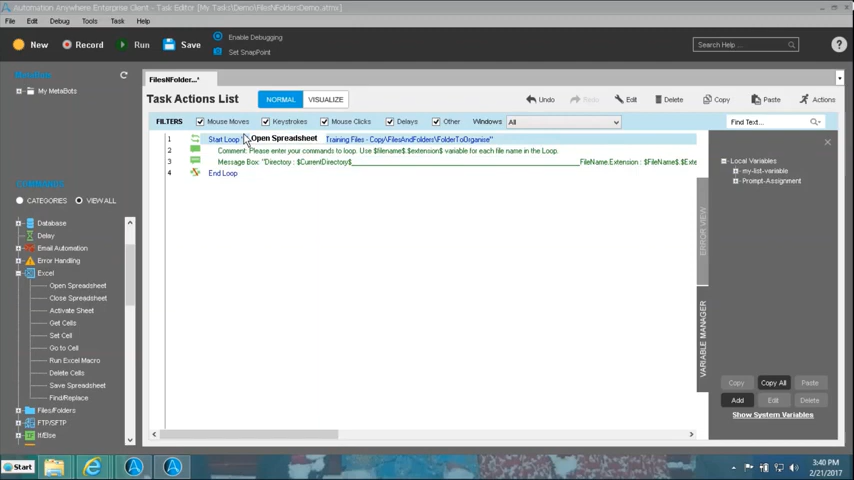 Automation Anywhere Enterprise Client - Task Editor [My Tasks\Demo\FilesNFolder\Demo.atmx]
File Edit Debug Tools Task Help
New Record Run Save Enable Debugging Set SnapPoint Search Help...
MetaBots
My MetaBots
FilesNFolder...*
Task Actions List NORMAL VISUALIZE Undo Redo Edit Delete Copy Paste Actions
FILTERS Mouse Moves Keystrokes Mouse Clicks Delays Other Windows All Find Text...
1 Start Loop " Open Spreadsheet Training Files - Copy\FilesAndFolders\FolderToOrganise"
2 Comment: Please enter your commands to loop. Use $filename$.$extension$ variable for each file name in the Loop.
3 Message Box: "Directory : $CurrentDirectory$ FileName.Extension : $FileName$.$Exte
4 End Loop
COMMANDS
CATEGORIES VIEW ALL
Database
Delay
Email Automation
Error Handling
Excel
Open Spreadsheet
Close Spreadsheet
Activate Sheet
Get Cells
Set Cell
Go to Cell
Run Excel Macro
Delete Cells
Save Spreadsheet
Find/Replace
Files/Folders
FTP/SFTP
If/Else
ERROR VIEW
VARIABLE MANAGER
Local Variables
my-list-variable
Prompt-Assignment
Copy Copy All Paste
Add Edit Delete
Show System Variables
Start
3:40 PM
2/21/2017